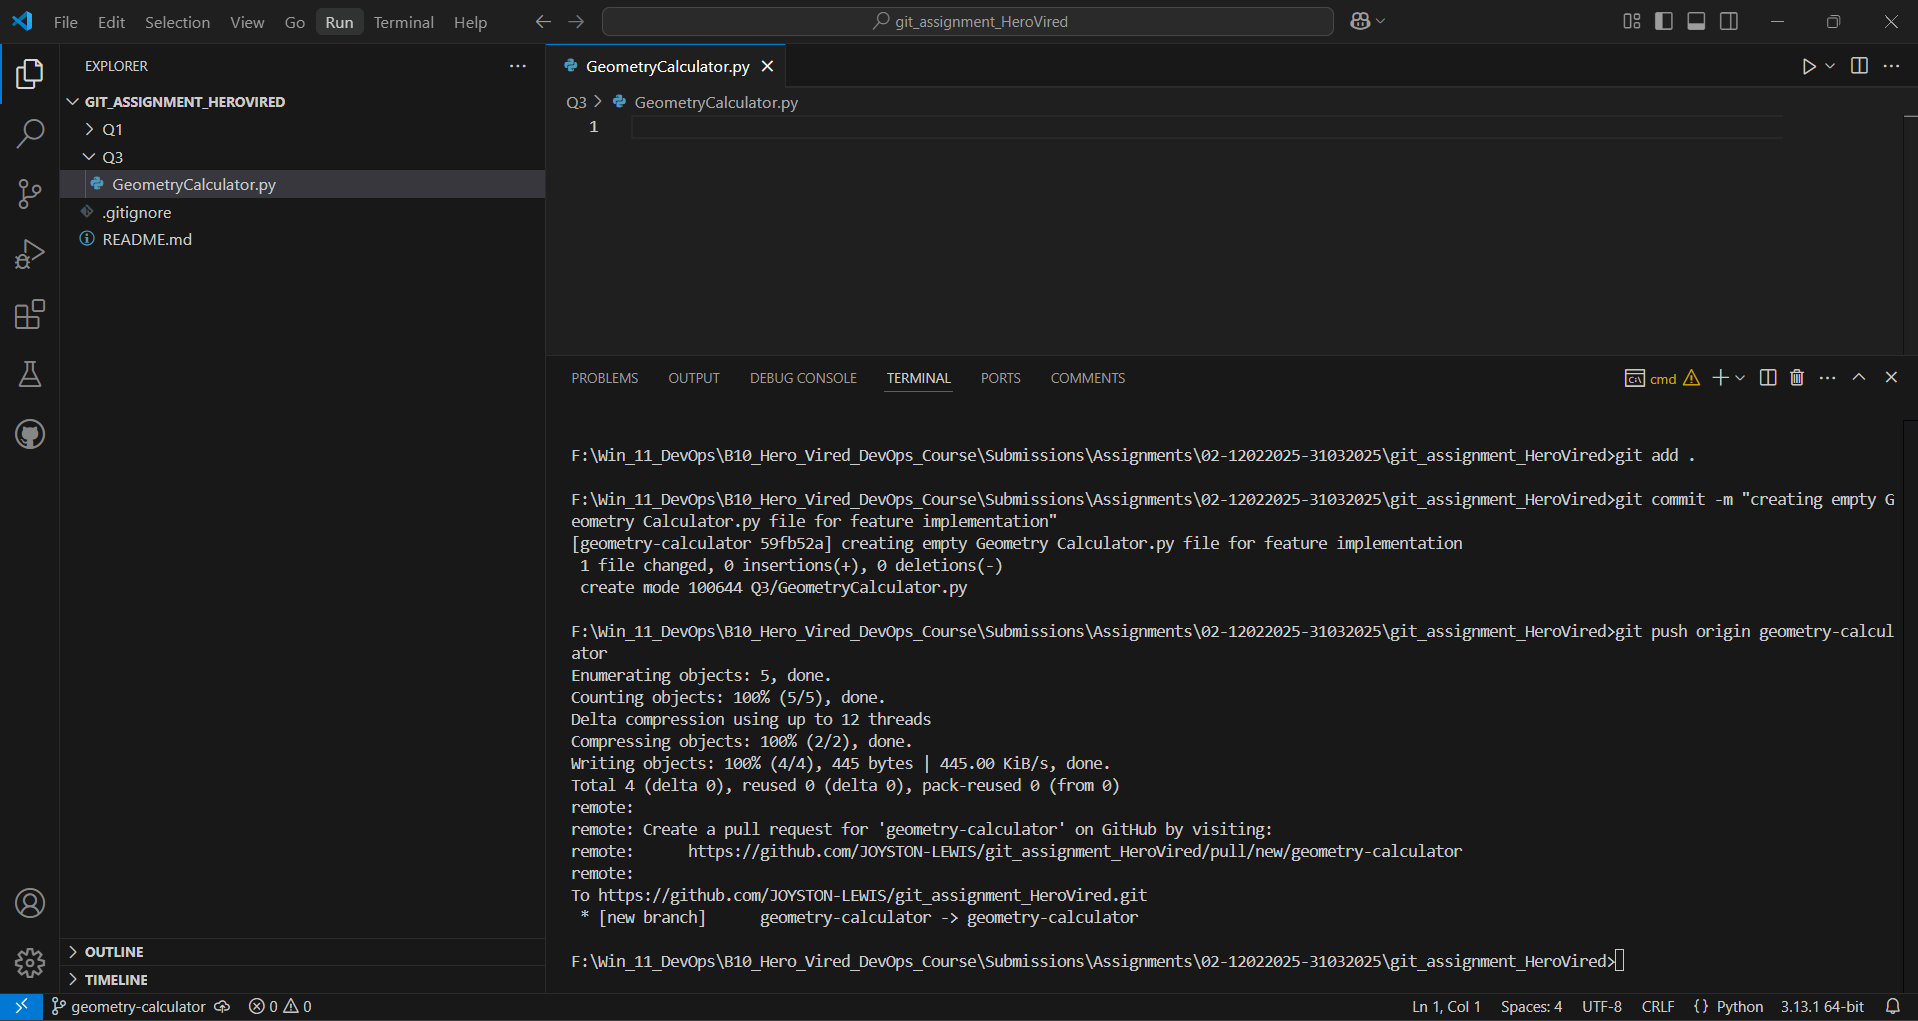 File Edit Selection View Go Run Terminal Help
git_assignment_HeroVired
EXPLORER
GIT_ASSIGNMENT_HEROVIRED
Q1
Q3
GeometryCalculator.py
.gitignore
README.md
OUTLINE
TIMELINE
GeometryCalculator.py
Q3 > GeometryCalculator.py
1
PROBLEMS OUTPUT DEBUG CONSOLE TERMINAL PORTS COMMENTS
cmd
F:\Win_11_DevOps\B10_Hero_Vired_DevOps_Course\Submissions\Assignments\02-12022025-31032025\git_assignment_HeroVired>git add .
F:\Win_11_DevOps\B10_Hero_Vired_DevOps_Course\Submissions\Assignments\02-12022025-31032025\git_assignment_HeroVired>git commit -m "creating empty G
eometry Calculator.py file for feature implementation"
[geometry-calculator 59fb52a] creating empty Geometry Calculator.py file for feature implementation
1 file changed, 0 insertions(+), 0 deletions(-)
create mode 100644 Q3/GeometryCalculator.py
F:\Win_11_DevOps\B10_Hero_Vired_DevOps_Course\Submissions\Assignments\02-12022025-31032025\git_assignment_HeroVired>git push origin geometry-calcul
ator
Enumerating objects: 5, done.
Counting objects: 100% (5/5), done.
Delta compression using up to 12 threads
Compressing objects: 100% (2/2), done.
Writing objects: 100% (4/4), 445 bytes | 445.00 KiB/s, done.
Total 4 (delta 0), reused 0 (delta 0), pack-reused 0 (from 0)
remote:
remote: Create a pull request for 'geometry-calculator' on GitHub by visiting:
remote:      https://github.com/JOYSTON-LEWIS/git_assignment_HeroVired/pull/new/geometry-calculator
remote:
To https://github.com/JOYSTON-LEWIS/git_assignment_HeroVired.git
* [new branch]      geometry-calculator -> geometry-calculator
F:\Win_11_DevOps\B10_Hero_Vired_DevOps_Course\Submissions\Assignments\02-12022025-31032025\git_assignment_HeroVired>
geometry-calculator 0 0 Ln 1, Col 1 Spaces: 4 UTF-8 CRLF {} Python 3.13.1 64-bit